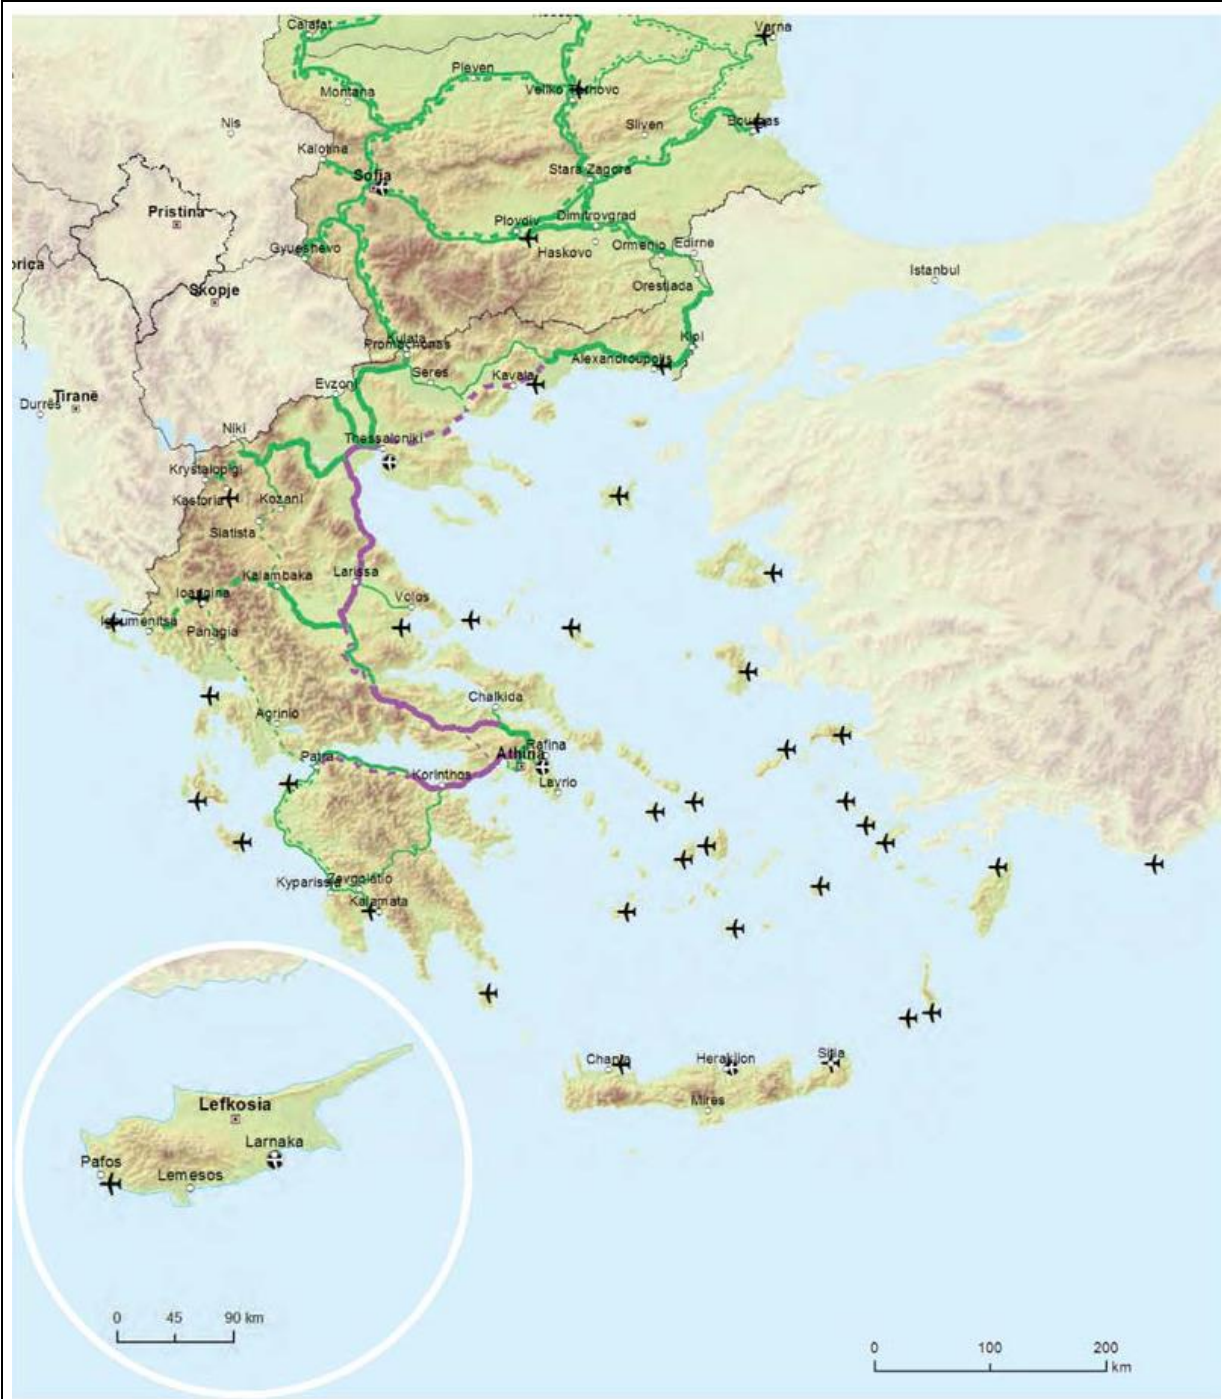 Calafat
Varna
Pleven
Montana
Veliko Tarnovo
Nis
Sliven
Bourgas
Kalotina
Sofia
Stara Zagora
Pristina
Plovdiv
Dimitrovgrad
Gyueshevo
Haskovo
Ormenio
Edirne
orica
Istanbul
Skopje
Orestiada
Kulata
Promachonas
Kipi
Alexandroupolis
Seres
Kavala
Evzoni
Durrës
Tiranë
Niki
Thessaloniki
Krystalopigi
Kastoria
Kozani
Siatista
Kalambaka
Larissa
Ioannina
Volos
Igoumenitsa
Panagia
Chalkida
Agrinio
Rafina
Athina
Patra
Korinthos
Lavrio
Zevgolatio
Kyparissia
Kalamata
Chania
Heraklion
Sitia
Mires
Lefkosia
Larnaka
Pafos
Lemesos
0 45 90 km
0 100 200
km